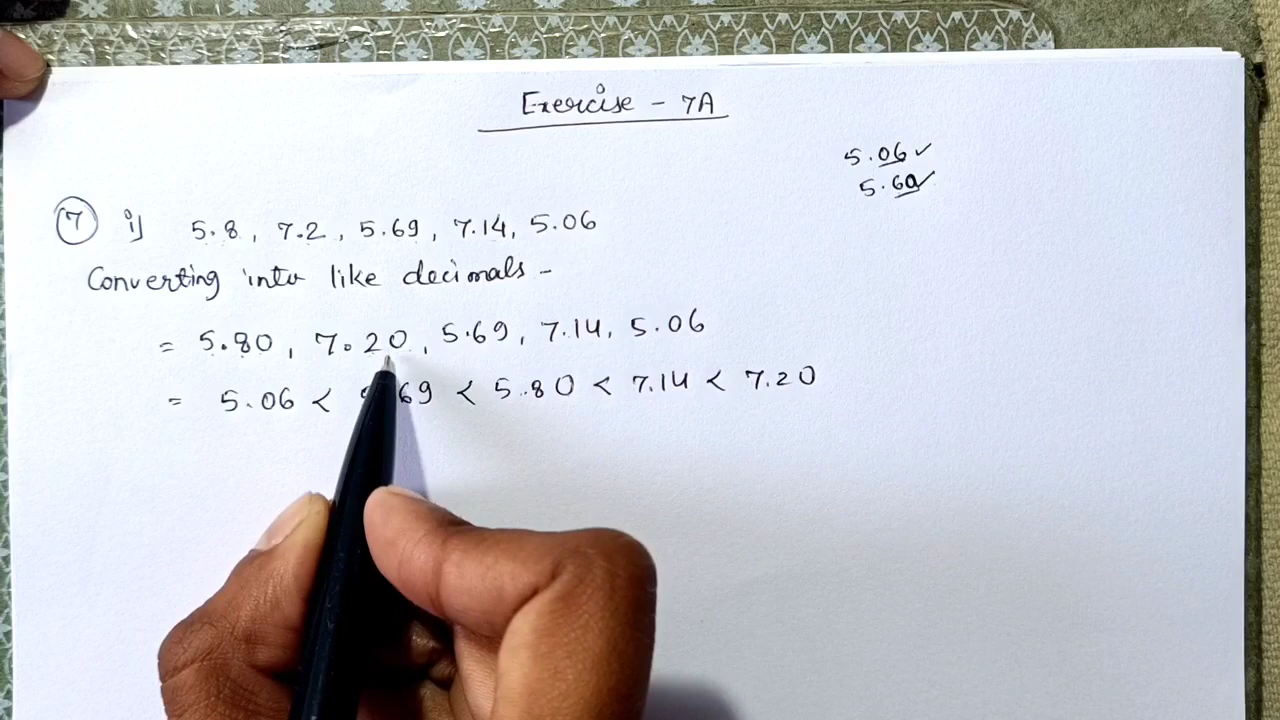 Exercise - 7A
5.06 ✓
5.60 ✓
7 i) 5.8, 7.2, 5.69, 7.14, 5.06
Converting into like decimals -
= 5.80, 7.20, 5.69, 7.14, 5.06
= 5.06 < 69 < 5.80 < 7.14 < 7.20